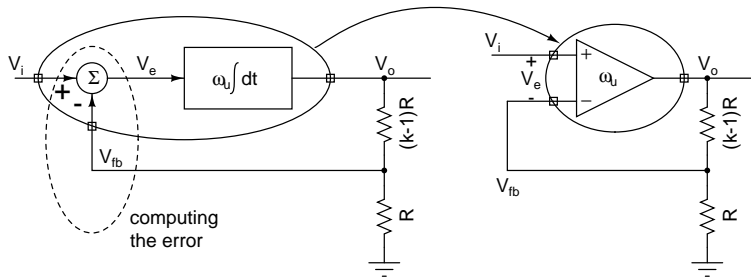 V_i
+
-
Σ
V_e
ω_u∫dt
V_o
(k-1)R
V_fb
R
computing
the error
V_i
+
V_e
-
+
−
ω_u
V_o
(k-1)R
V_fb
R